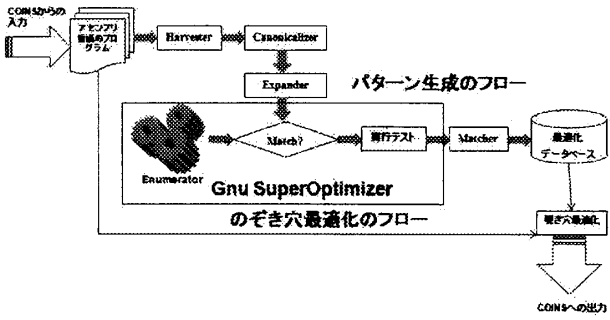 COINSからの
入力
アセンブリ
言語のプロ
グラム
Harvester
Canonicalizer
Expander
パターン生成のフロー
Match?
実行テスト
Matcher
最適化
データベース
Enumerator
Gnu SuperOptimizer
のぞき穴最適化のフロー
覗き穴最適化
COINSへの出力